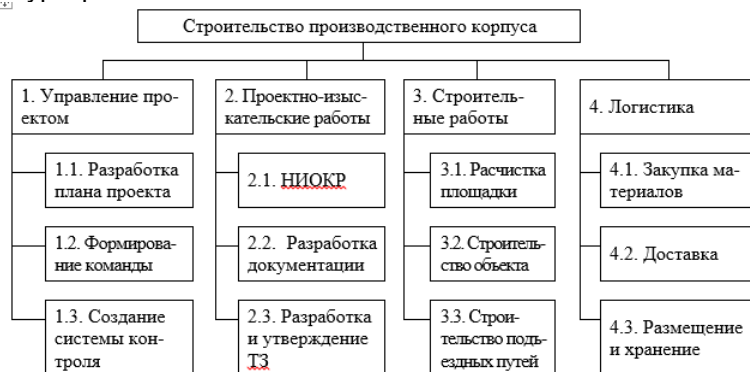 Строительство производственного корпуса
1. Управление про-
ектом
1.1. Разработка
плана проекта
1.2. Формирова-
ние команды
1.3. Создание
системы кон-
троля
2. Проектно-изыс-
кательские работы
2.1. НИОКР
2.2. Разработка
документации
2.3. Разработка
и утверждение
ТЗ
3. Строитель-
ные работы
3.1. Расчистка
площадки
3.2. Строитель-
ство объекта
3.3. Строи-
тельство подъ-
ездных путей
4. Логистика
4.1. Закупка ма-
териалов
4.2. Доставка
4.3. Размещение
и хранение